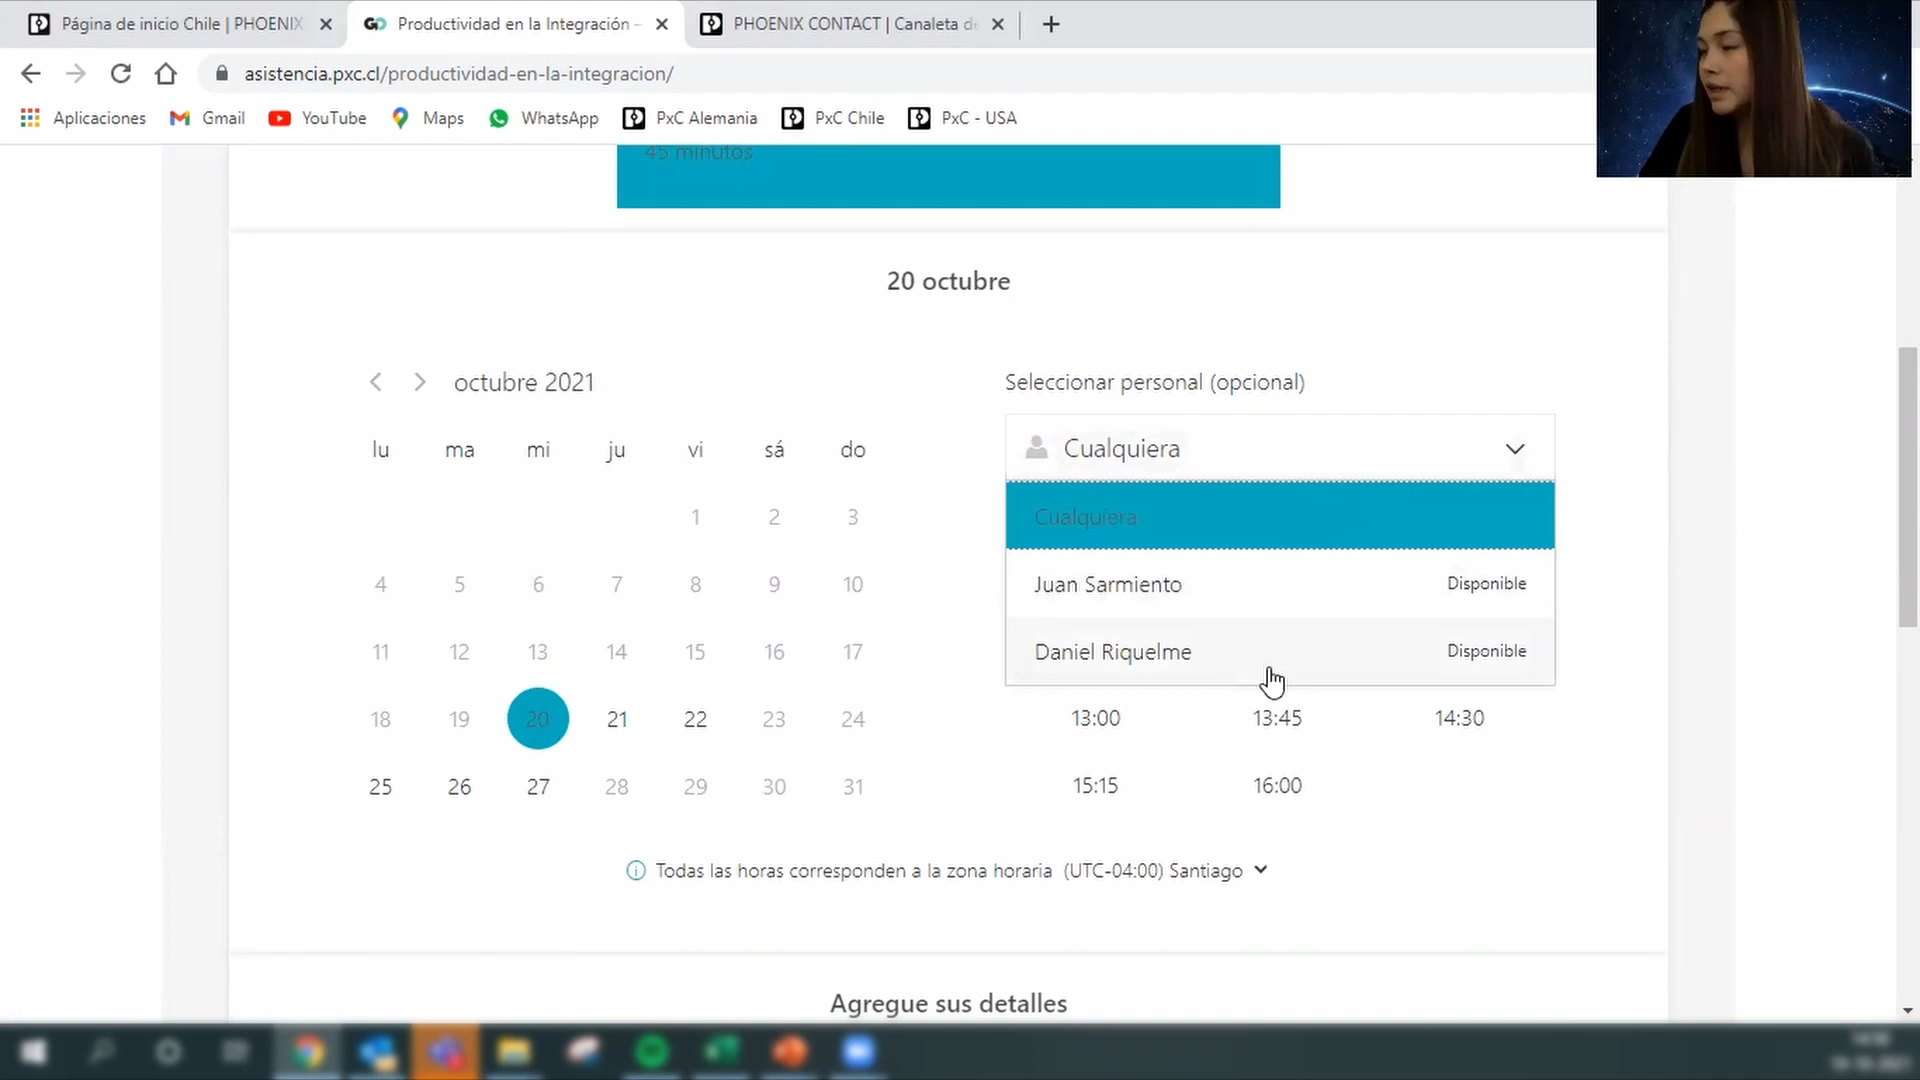 Página de inicio Chile | PHOENIX
Productividad en la Integración -
PHOENIX CONTACT | Canaleta de
asistencia.pxc.cl/productividad-en-la-integracion/
Aplicaciones Gmail YouTube Maps WhatsApp PxC Alemania PxC Chile PxC - USA
45 minutos
20 octubre
octubre 2021
lu ma mi ju vi sá do
1 2 3
4 5 6 7 8 9 10
11 12 13 14 15 16 17
18 19 20 21 22 23 24
25 26 27 28 29 30 31
Seleccionar personal (opcional)
Cualquiera
Cualquiera
Juan Sarmiento Disponible
Daniel Riquelme Disponible
13:00 13:45 14:30
15:15 16:00
Todas las horas corresponden a la zona horaria (UTC-04:00) Santiago
Agregue sus detalles